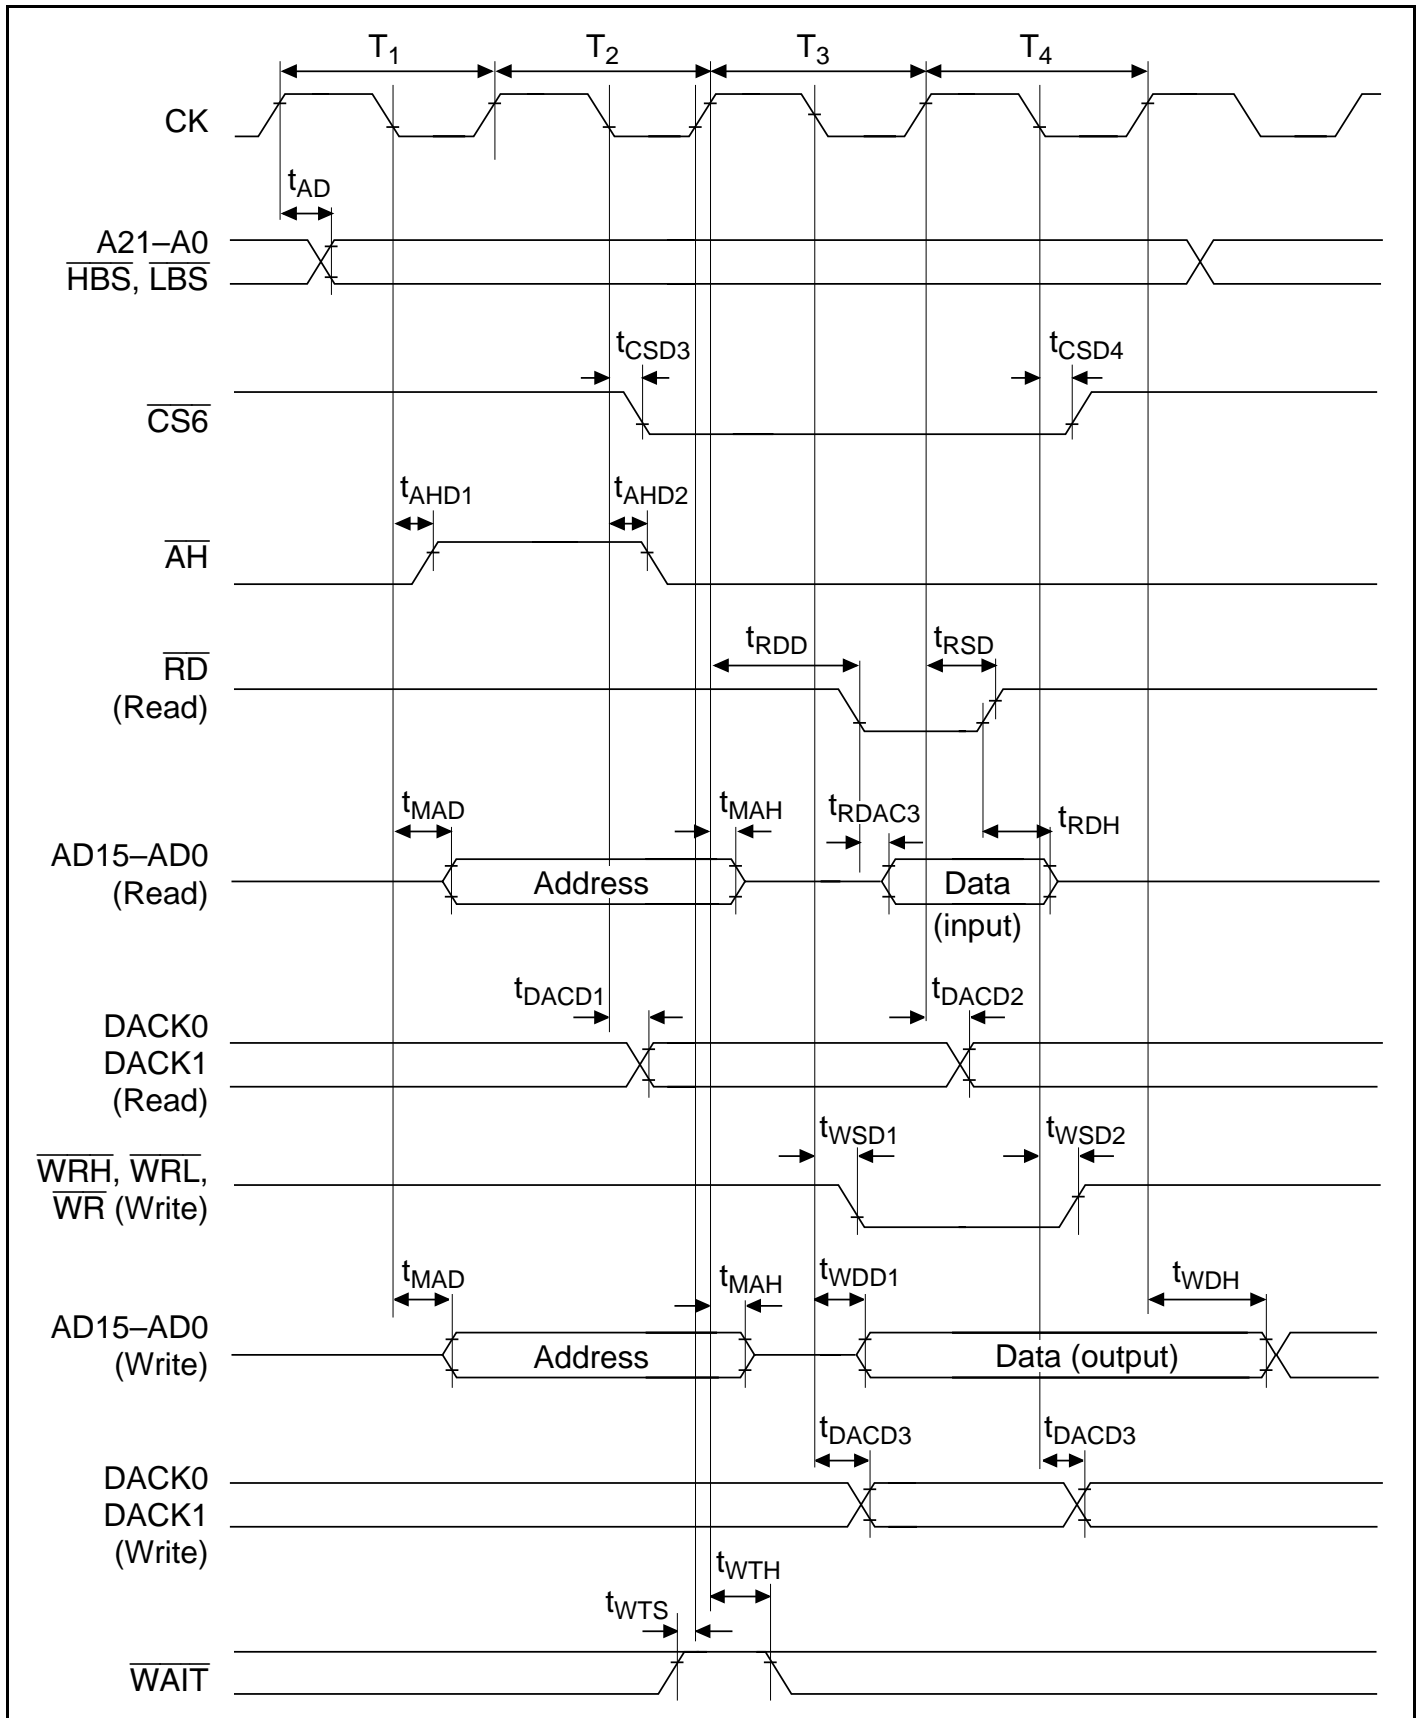 T1 T2 T3 T4
CK
tAD
A21–A0
HBS, LBS
tCSD3 tCSD4
CS6
tAHD1 tAHD2
AH
tRDD tRSD
RD
(Read)
tMAD tMAH tRDAC3 tRDH
AD15–AD0
(Read)
Address Data
(input)
tDACD1 tDACD2
DACK0
DACK1
(Read)
tWSD1 tWSD2
WRH, WRL,
WR (Write)
tMAD tMAH tWDD1 tWDH
AD15–AD0
(Write)
Address Data (output)
tDACD3 tDACD3
DACK0
DACK1
(Write)
tWTH
tWTS
WAIT